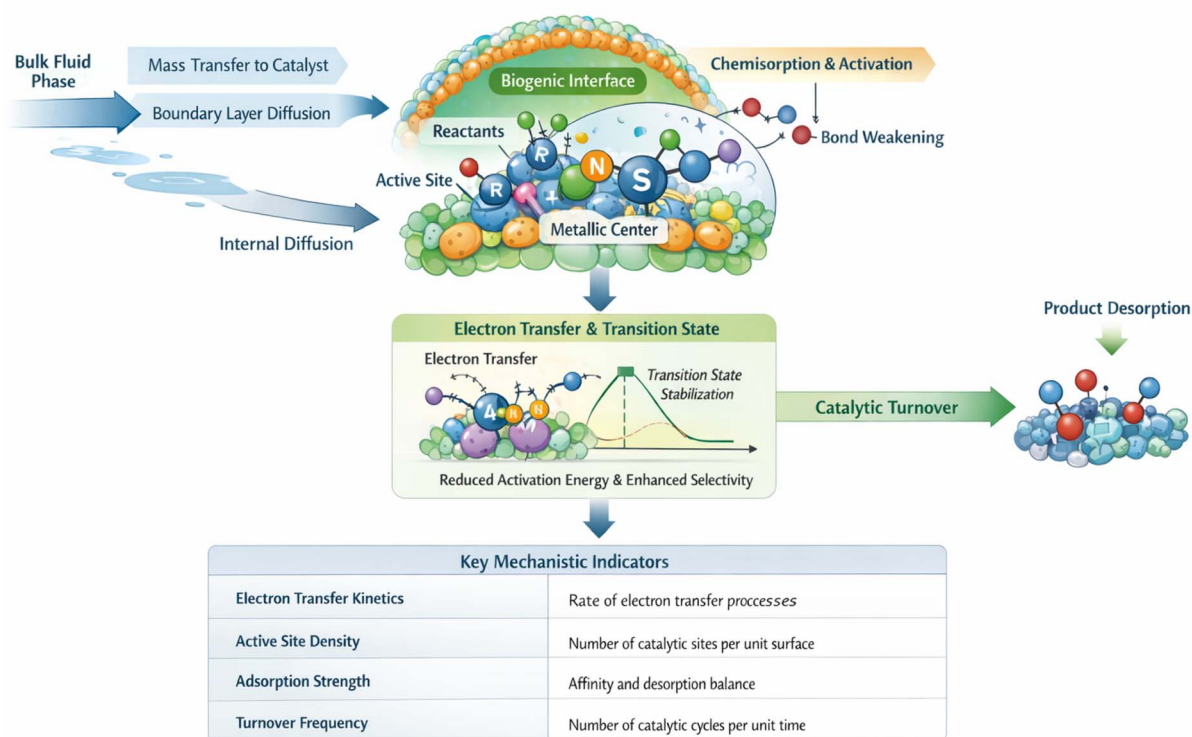 Bulk Fluid
Phase
Mass Transfer to Catalyst
Boundary Layer Diffusion
Internal Diffusion
Biogenic Interface
Reactants
Active Site
R
R
N
S
+
Metallic Center
Chemisorption & Activation
Bond Weakening
Electron Transfer & Transition State
Electron Transfer
4
Transition State
Stabilization
Reduced Activation Energy & Enhanced Selectivity
Catalytic Turnover
Product Desorption
Key Mechanistic Indicators
Electron Transfer Kinetics
Rate of electron transfer proccesses
Active Site Density
Number of catalytic sites per unit surface
Adsorption Strength
Affinity and desorption balance
Turnover Frequency
Number of catalytic cycles per unit time